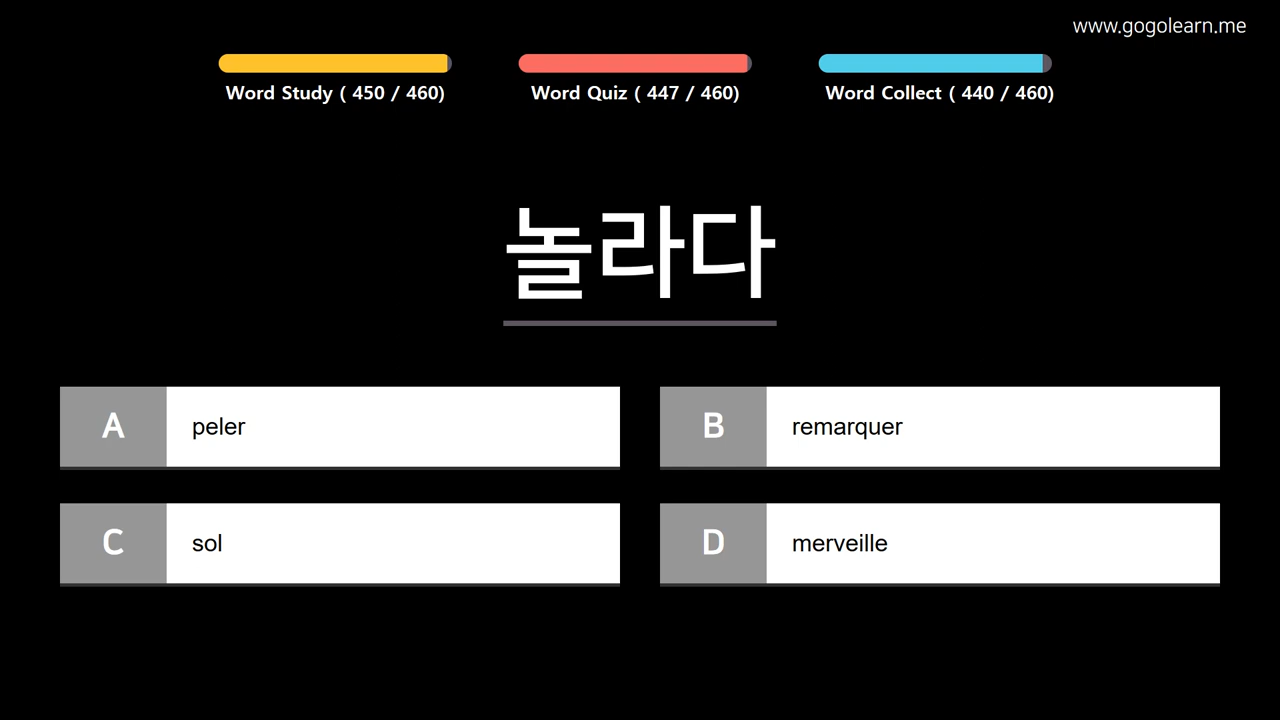 www.gogolearn.me
Word Study ( 450 / 460)
Word Quiz ( 447 / 460)
Word Collect ( 440 / 460)
놀라다
A peler
B remarquer
C sol
D merveille